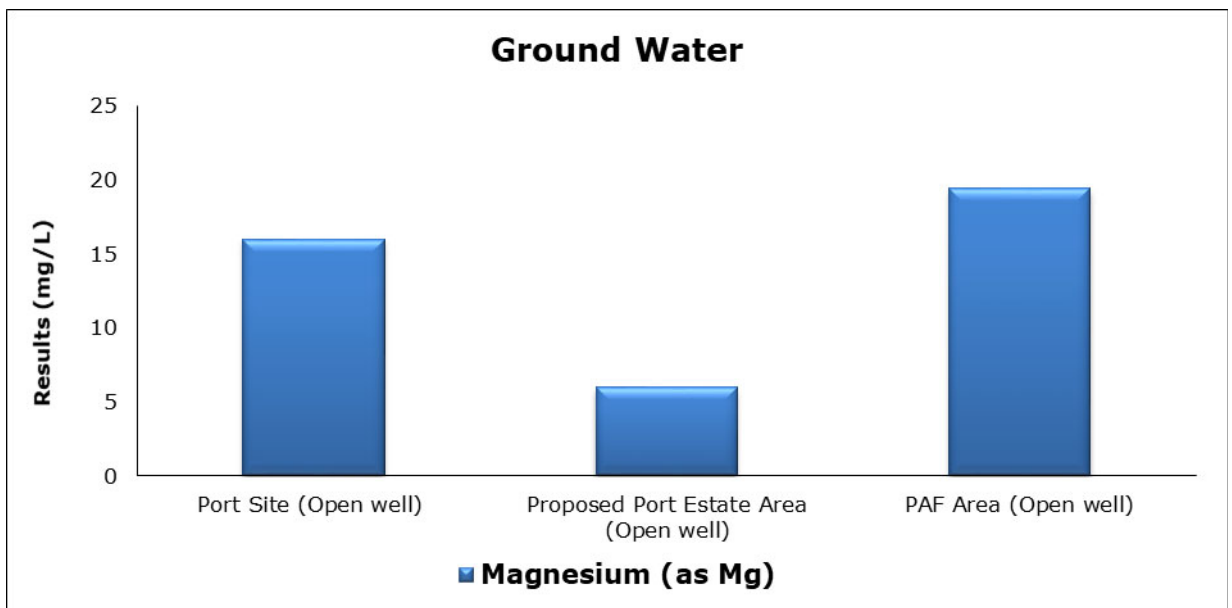 Ground Water
25
20
15
10
5
0
Results (mg/L)
Port Site (Open well)
Proposed Port Estate Area
(Open well)
PAF Area (Open well)
Magnesium (as Mg)